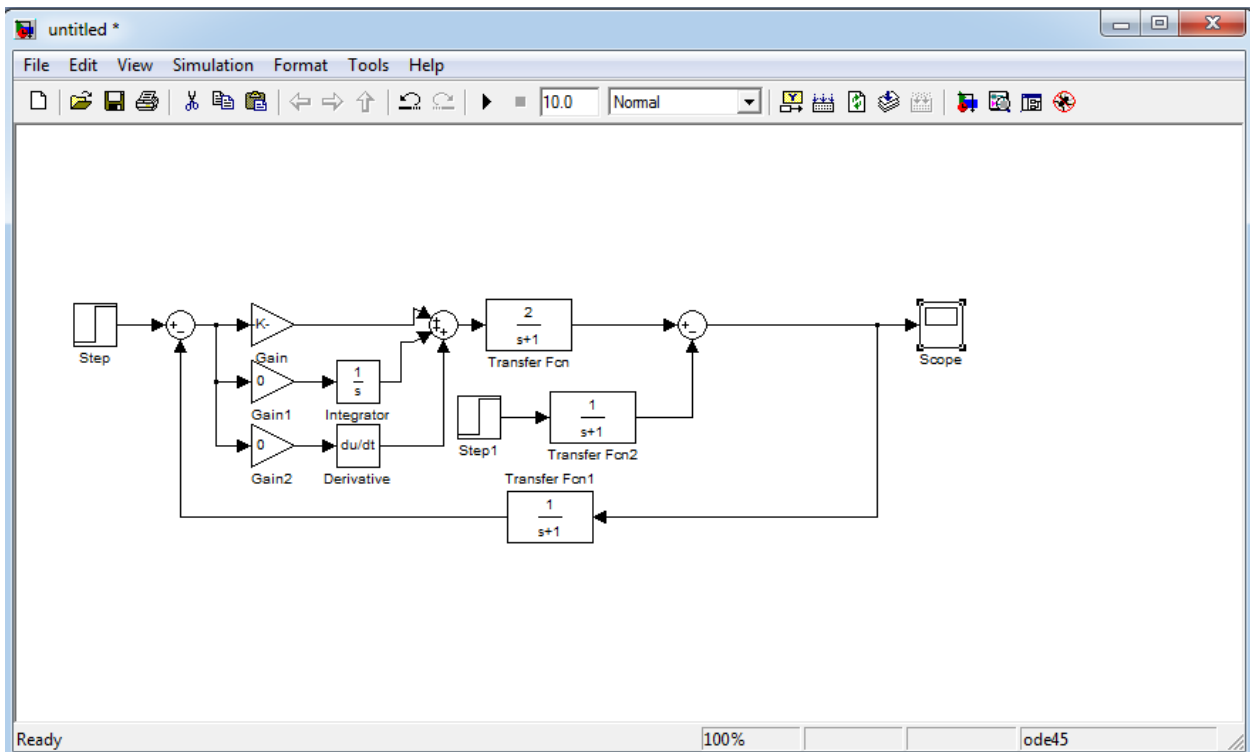 untitled *
File Edit View Simulation Format Tools Help
10.0 Normal
Step
+
-
-K-
Gain
0
Gain1
1
s
Integrator
0
Gain2
du/dt
Derivative
+
+
+
2
s+1
Transfer Fcn
+
-
Scope
Step1
1
s+1
Transfer Fcn2
Transfer Fcn1
1
s+1
Ready 100% ode45